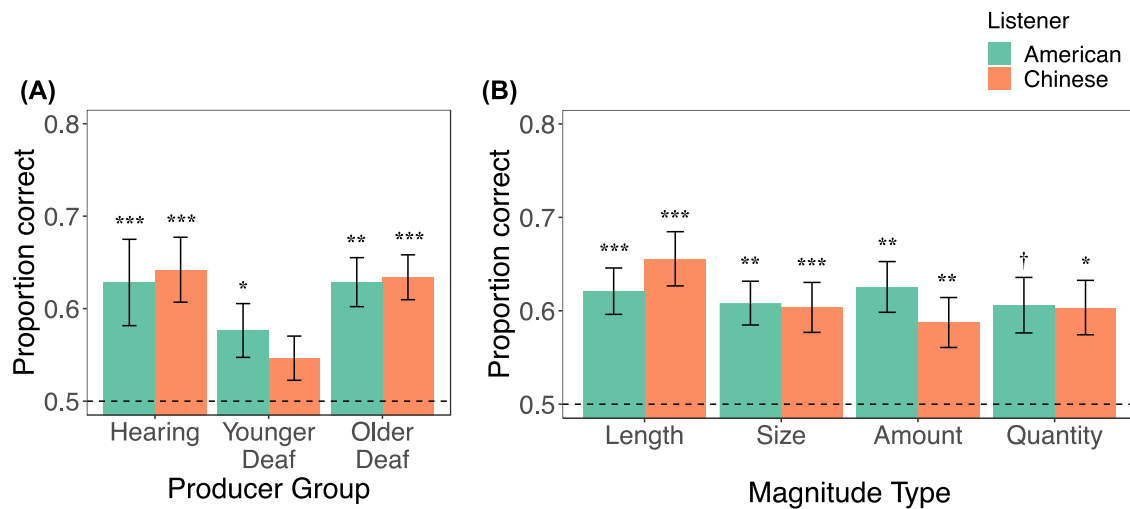 Listener
American
Chinese
(A)
Proportion correct
0.8
0.7
0.6
0.5
*** *** * ** ***
Hearing Younger Deaf Older Deaf
Producer Group
(B)
Proportion correct
0.8
0.7
0.6
0.5
*** *** ** *** ** ** † *
Length Size Amount Quantity
Magnitude Type